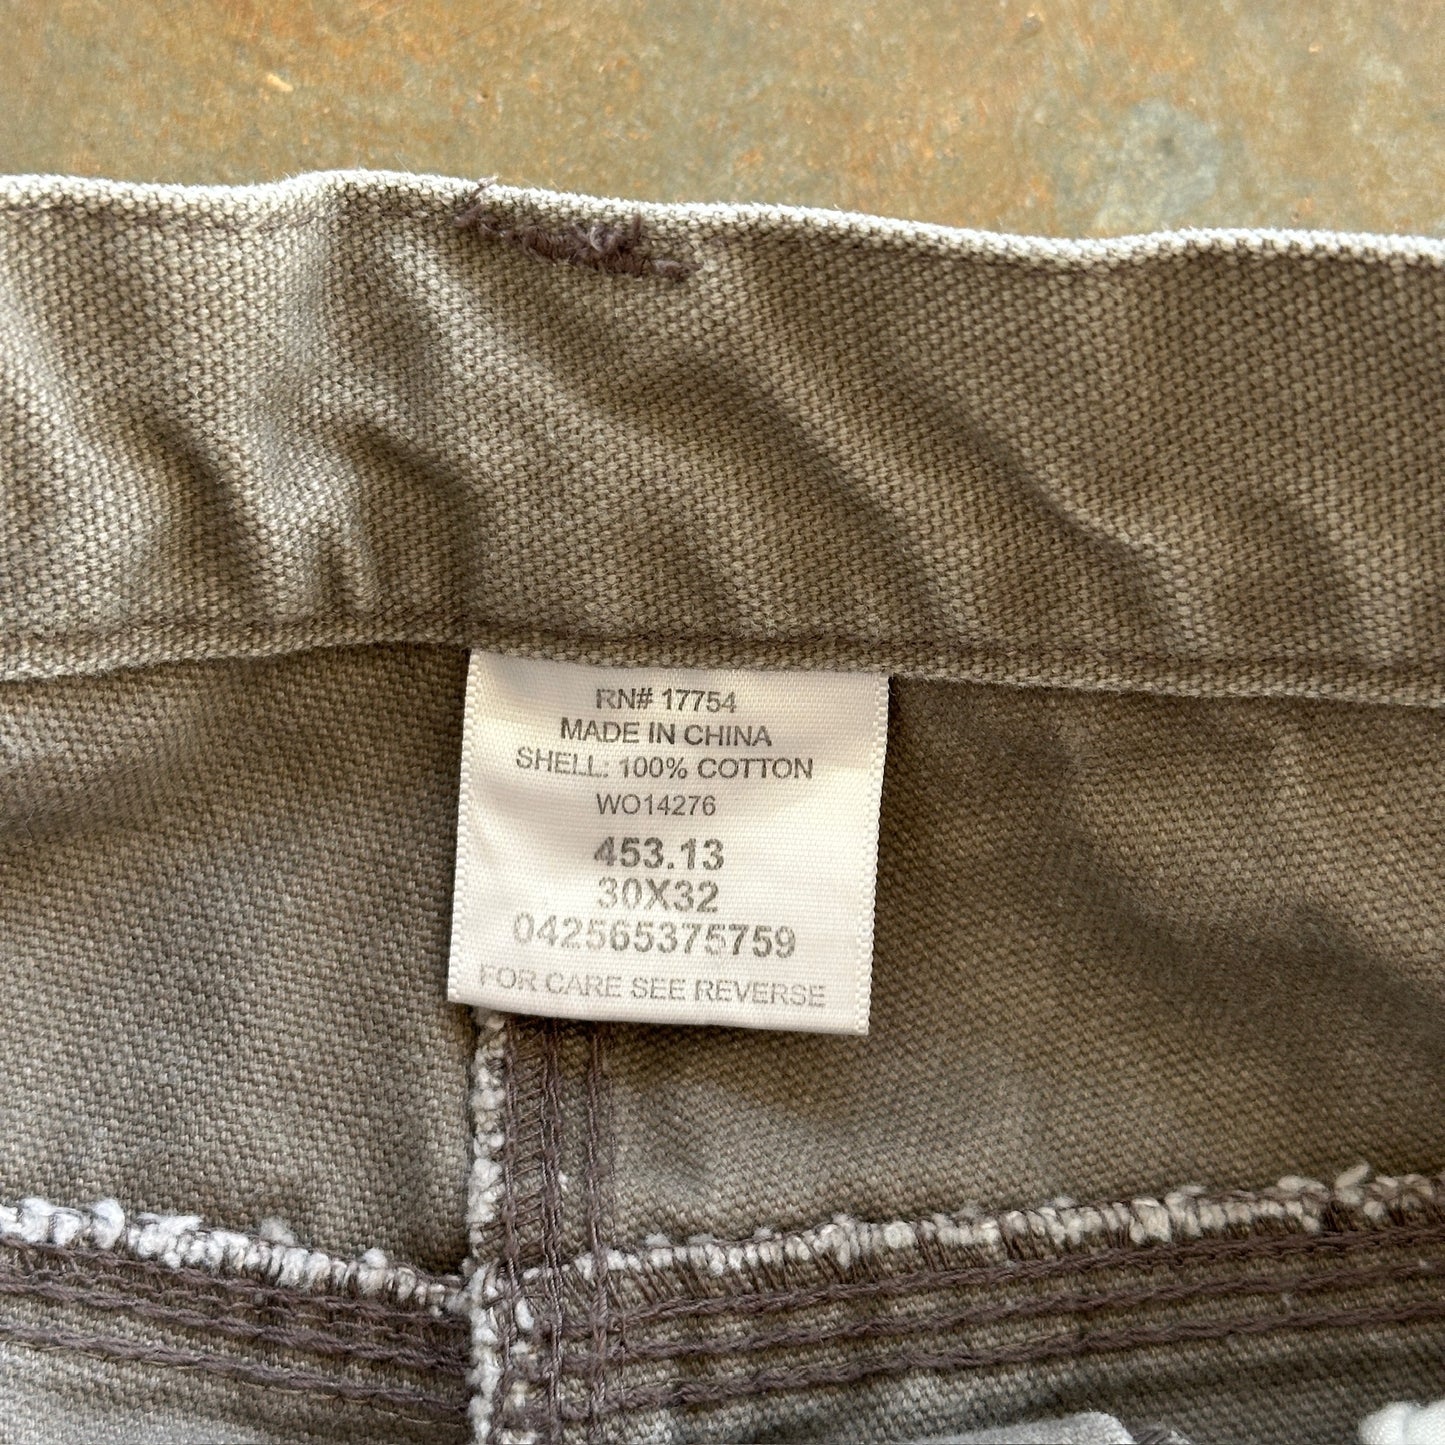 RN# 17754
MADE IN CHINA
SHELL: 100% COTTON
WO14276
453.13
30X32
042565375759
FOR CARE SEE REVERSE